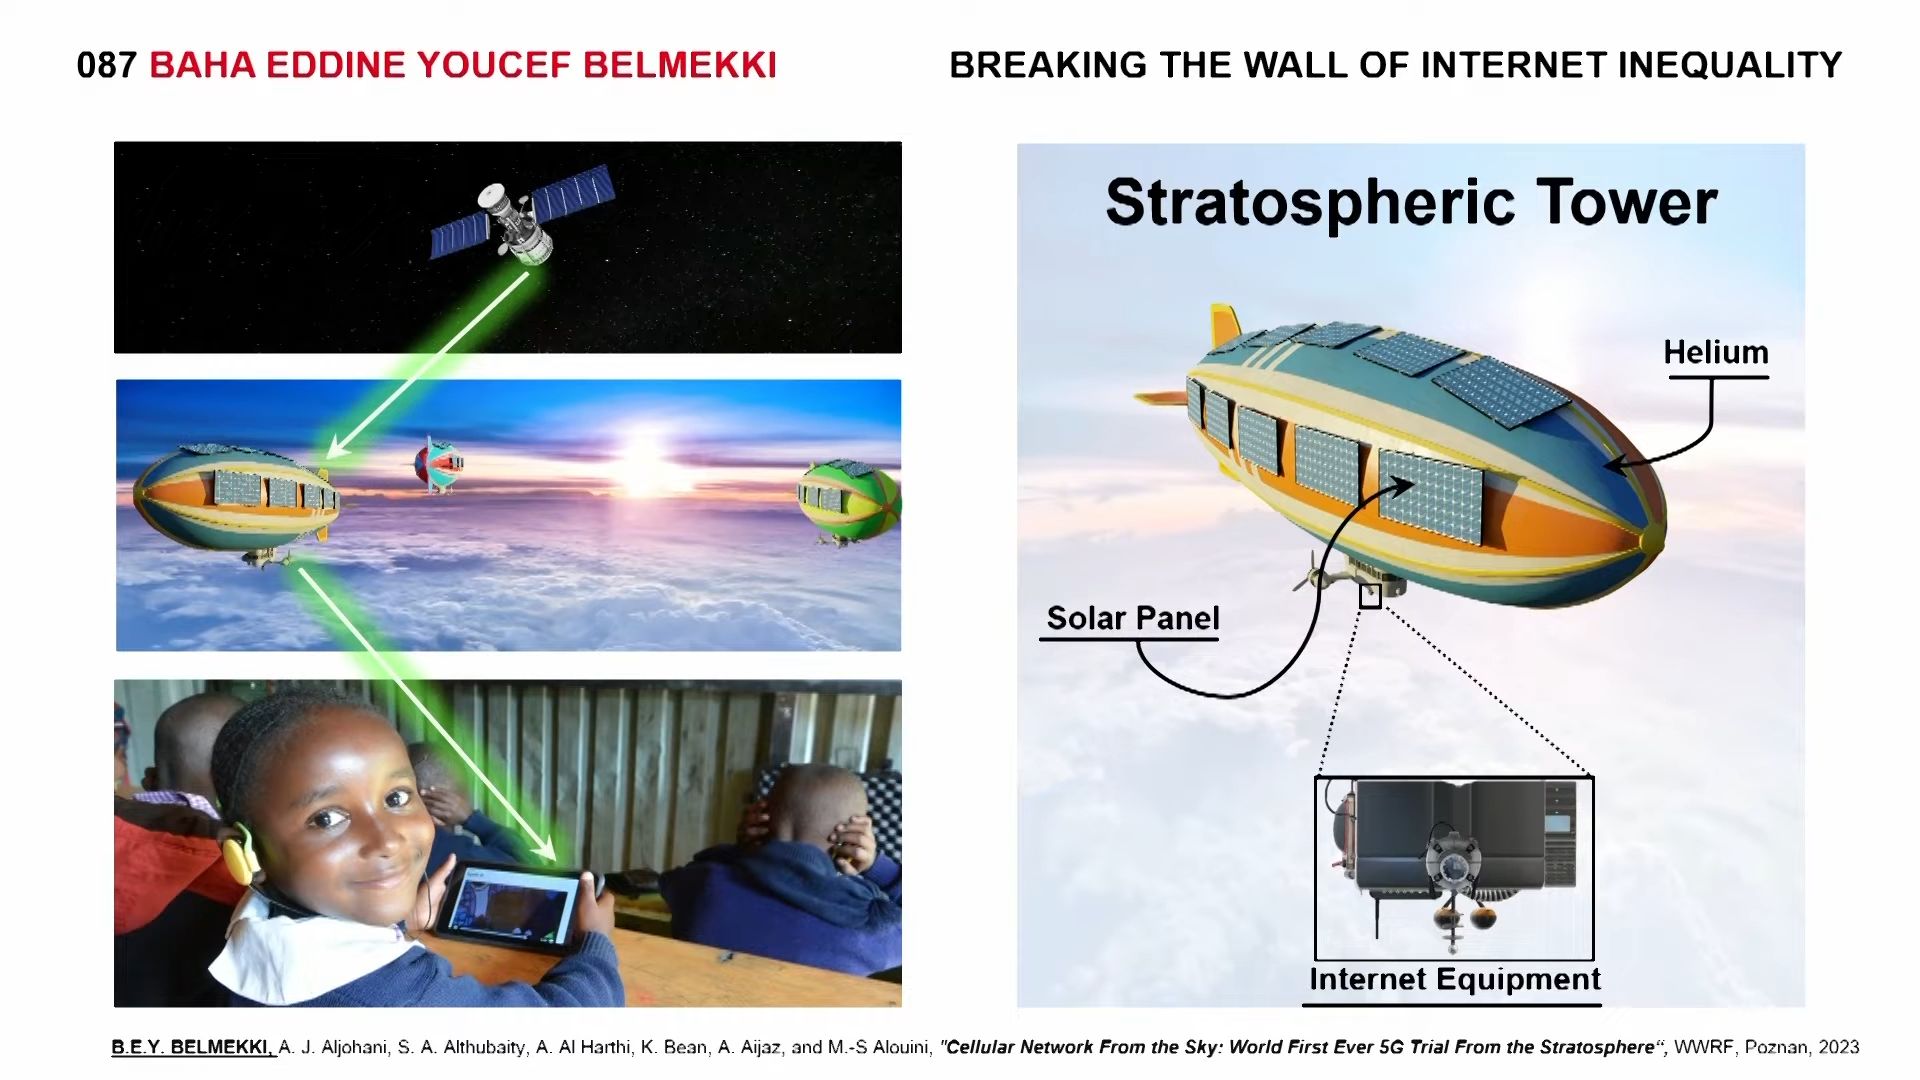 087 BAHA EDDINE YOUCEF BELMEKKI
BREAKING THE WALL OF INTERNET INEQUALITY
Stratospheric Tower
Helium
Solar Panel
Internet Equipment
B.E.Y. BELMEKKI, A. J. Aljohani, S. A. Althubaity, A. Al Harthi, K. Bean, A. Aijaz, and M.-S Alouini, "Cellular Network From the Sky: World First Ever 5G Trial From the Stratosphere“, WWRF, Poznan, 2023